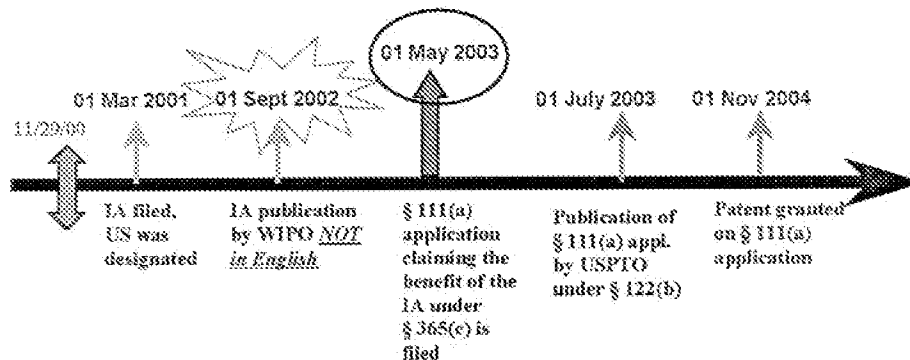 01 May 2003
01 Mar 2001
01 Sept 2002
01 July 2003
01 Nov 2004
11/29/00
IA filed,
US was
designated
IA publication
by WIPO NOT
in English
§ 111(a)
application
claiming the
benefit of the
IA under
§ 365(c) is
filed
Publication of
§ 111(a) appl.
by USPTO
under § 122(b)
Patent granted
on § 111(a)
application